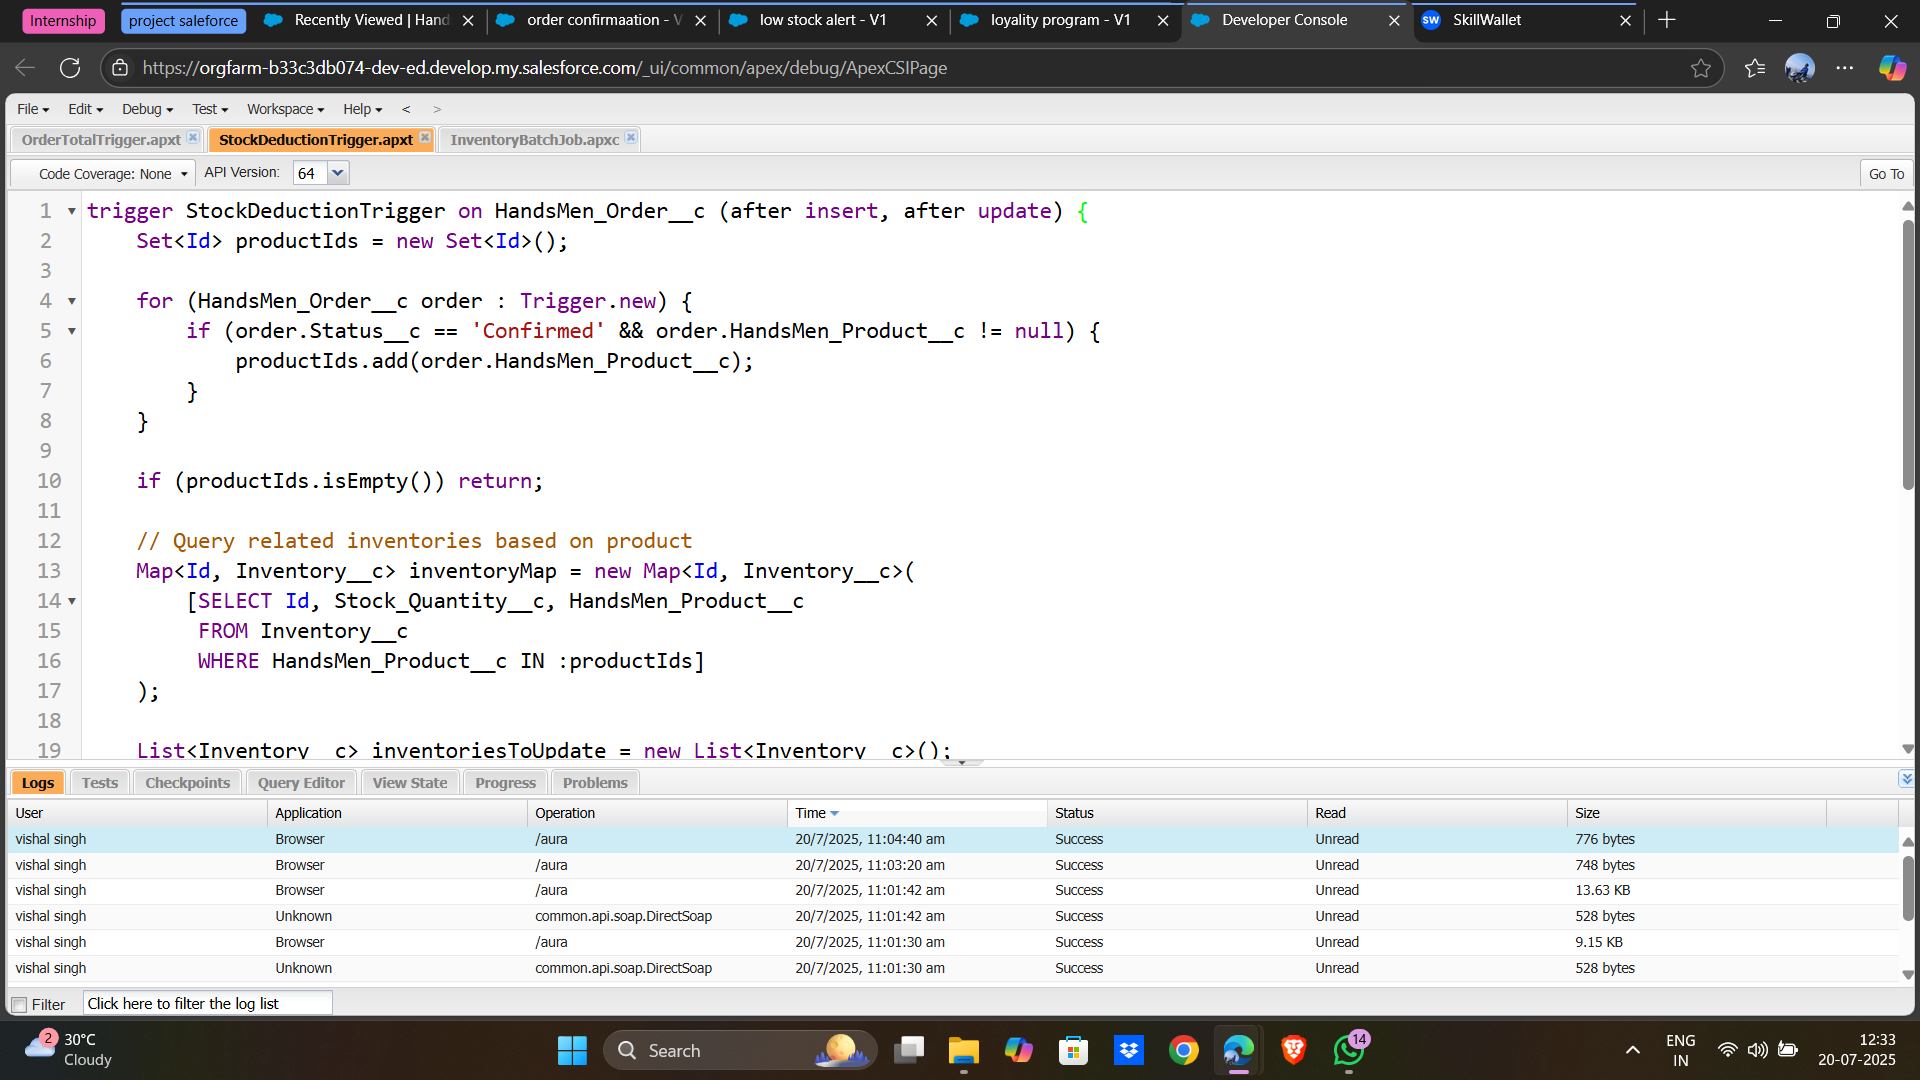 Internship
project saleforce
Recently Viewed | Hand
order confirmaation - V
low stock alert - V1
loyality program - V1
Developer Console
SW SkillWallet
https://orgfarm-b33c3db074-dev-ed.develop.my.salesforce.com/_ui/common/apex/debug/ApexCSIPage
File Edit Debug Test Workspace Help < >
OrderTotalTrigger.apxt StockDeductionTrigger.apxt InventoryBatchJob.apxc
Code Coverage: None API Version: 64 Go To
1 trigger StockDeductionTrigger on HandsMen_Order__c (after insert, after update) {
2 Set<Id> productIds = new Set<Id>();
3
4 for (HandsMen_Order__c order : Trigger.new) {
5 if (order.Status__c == 'Confirmed' && order.HandsMen_Product__c != null) {
6 productIds.add(order.HandsMen_Product__c);
7 }
8 }
9
10 if (productIds.isEmpty()) return;
11
12 // Query related inventories based on product
13 Map<Id, Inventory__c> inventoryMap = new Map<Id, Inventory__c>(
14 [SELECT Id, Stock_Quantity__c, HandsMen_Product__c
15 FROM Inventory__c
16 WHERE HandsMen_Product__c IN :productIds]
17 );
18
19 List<Inventory__c> inventoriesToUpdate = new List<Inventory__c>();
Logs Tests Checkpoints Query Editor View State Progress Problems
User Application Operation Time Status Read Size
vishal singh Browser /aura 20/7/2025, 11:04:40 am Success Unread 776 bytes
vishal singh Browser /aura 20/7/2025, 11:03:20 am Success Unread 748 bytes
vishal singh Browser /aura 20/7/2025, 11:01:42 am Success Unread 13.63 KB
vishal singh Unknown common.api.soap.DirectSoap 20/7/2025, 11:01:42 am Success Unread 528 bytes
vishal singh Browser /aura 20/7/2025, 11:01:30 am Success Unread 9.15 KB
vishal singh Unknown common.api.soap.DirectSoap 20/7/2025, 11:01:30 am Success Unread 528 bytes
Filter Click here to filter the log list
2 30°C
Cloudy
Search
14
ENG
IN
12:33
20-07-2025